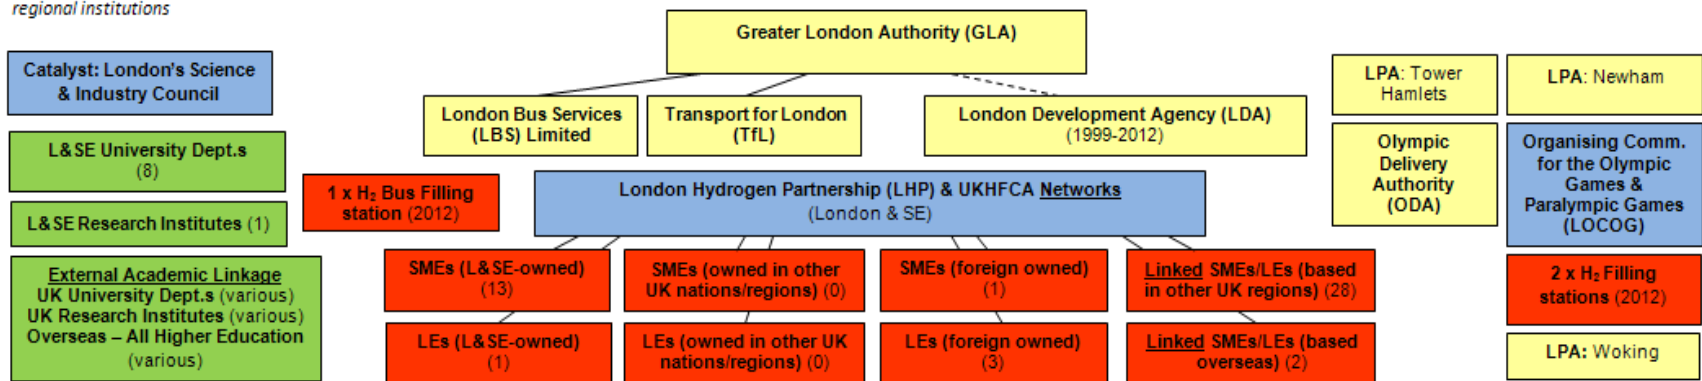 regional institutions
Greater London Authority (GLA)
Catalyst: London's Science
& Industry Council
LPA: Tower
Hamlets
LPA: Newham
London Bus Services
(LBS) Limited
Transport for London
(TfL)
London Development Agency (LDA)
(1999-2012)
L&SE University Dept.s
(8)
Olympic
Delivery
Authority
(ODA)
Organising Comm.
for the Olympic
Games &
Paralympic Games
(LOCOG)
1 x H₂ Bus Filling
station (2012)
London Hydrogen Partnership (LHP) & UKHFCA Networks
(London & SE)
L&SE Research Institutes (1)
External Academic Linkage
UK University Dept.s (various)
UK Research Institutes (various)
Overseas – All Higher Education
(various)
SMEs (L&SE-owned)
(13)
SMEs (owned in other
UK nations/regions) (0)
SMEs (foreign owned)
(1)
Linked SMEs/LEs (based
in other UK regions) (28)
2 x H₂ Filling
stations (2012)
LEs (L&SE-owned)
(1)
LEs (owned in other UK
nations/regions) (0)
LEs (foreign owned)
(3)
Linked SMEs/LEs (based
overseas) (2)
LPA: Woking